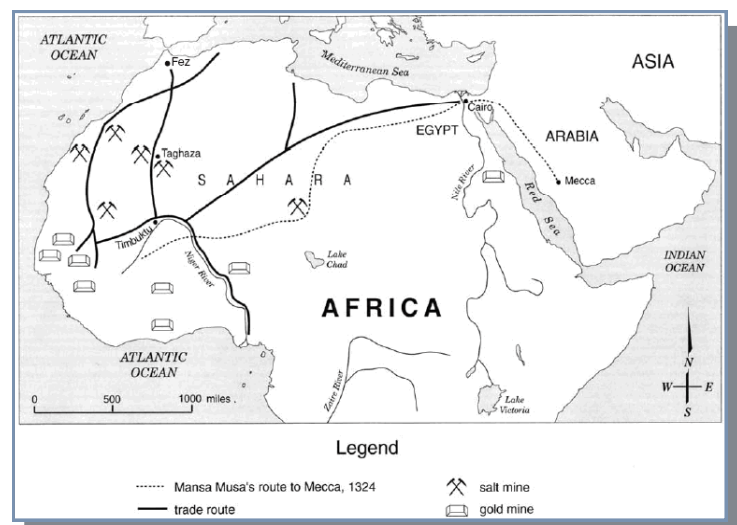 ATLANTIC
OCEAN
Fez
Mediterranean Sea
ASIA
Cairo
EGYPT
ARABIA
Taghaza
SAHARA
Nile River
Mecca
Red Sea
Timbuktu
Niger River
Lake
Chad
INDIAN
OCEAN
AFRICA
ATLANTIC
OCEAN
Zaire River
Lake
Victoria
N
W E
S
0 500 1000 miles
Legend
Mansa Musa's route to Mecca, 1324
salt mine
trade route
gold mine